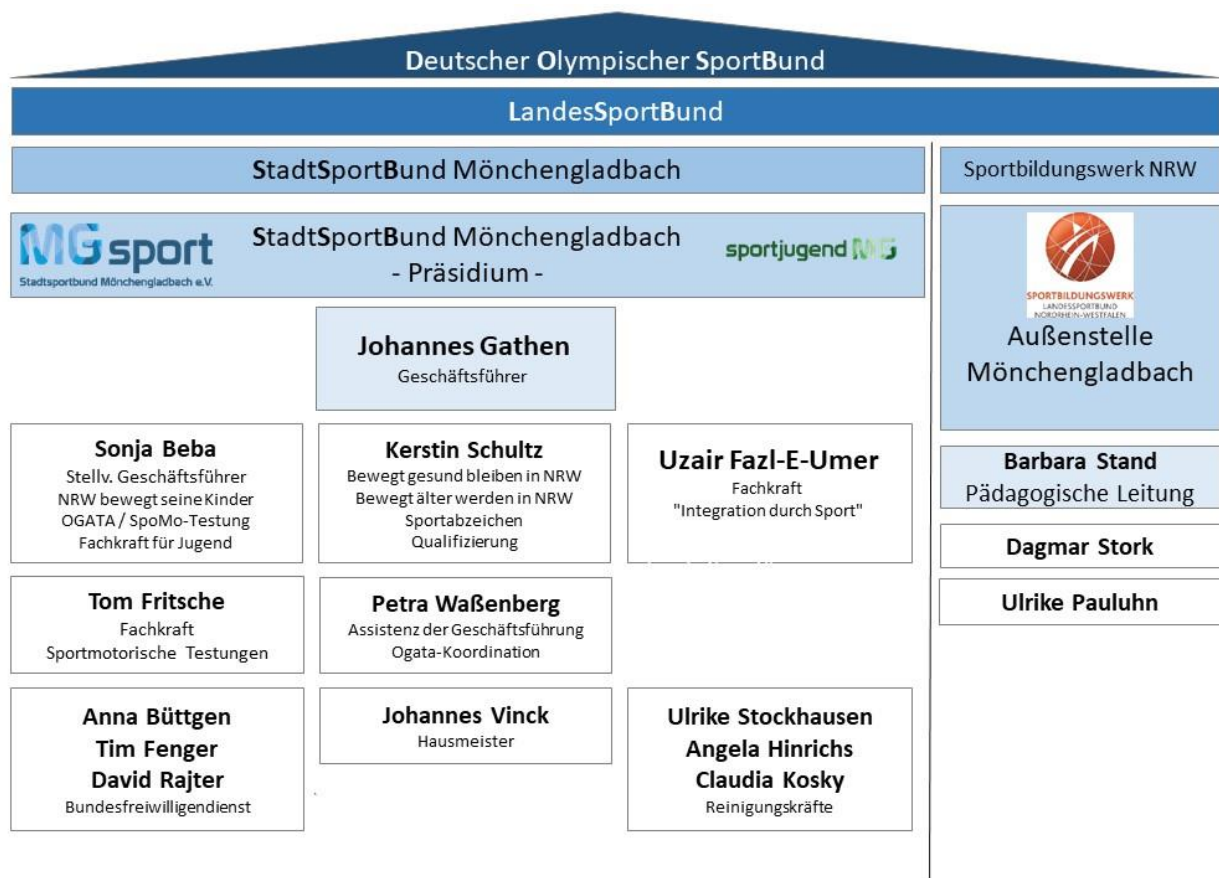 Deutscher Olympischer SportBund
LandesSportBund
StadtSportBund Mönchengladbach
MG sport
Stadtsportbund Mönchengladbach e.V.
StadtSportBund Mönchengladbach
- Präsidium -
sportjugend MG
Johannes Gathen
Geschäftsführer
Sonja Beba
Stellv. Geschäftsführer
NRW bewegt seine Kinder
OGATA / SpoMo-Testung
Fachkraft für Jugend
Kerstin Schultz
Bewegt gesund bleiben in NRW
Bewegt älter werden in NRW
Sportabzeichen
Qualifizierung
Uzair Fazl-E-Umer
Fachkraft
"Integration durch Sport"
Tom Fritsche
Fachkraft
Sportmotorische Testungen
Petra Waßenberg
Assistenz der Geschäftsführung
Ogata-Koordination
Anna Büttgen
Tim Fenger
David Rajter
Bundesfreiwilligendienst
Johannes Vinck
Hausmeister
Ulrike Stockhausen
Angela Hinrichs
Claudia Kosky
Reinigungskräfte
Sportbildungswerk NRW
SPORTBILDUNGSWERK
LANDESSPORTBUND
NORDRHEIN-WESTFALEN
Außenstelle
Mönchengladbach
Barbara Stand
Pädagogische Leitung
Dagmar Stork
Ulrike Pauluhn